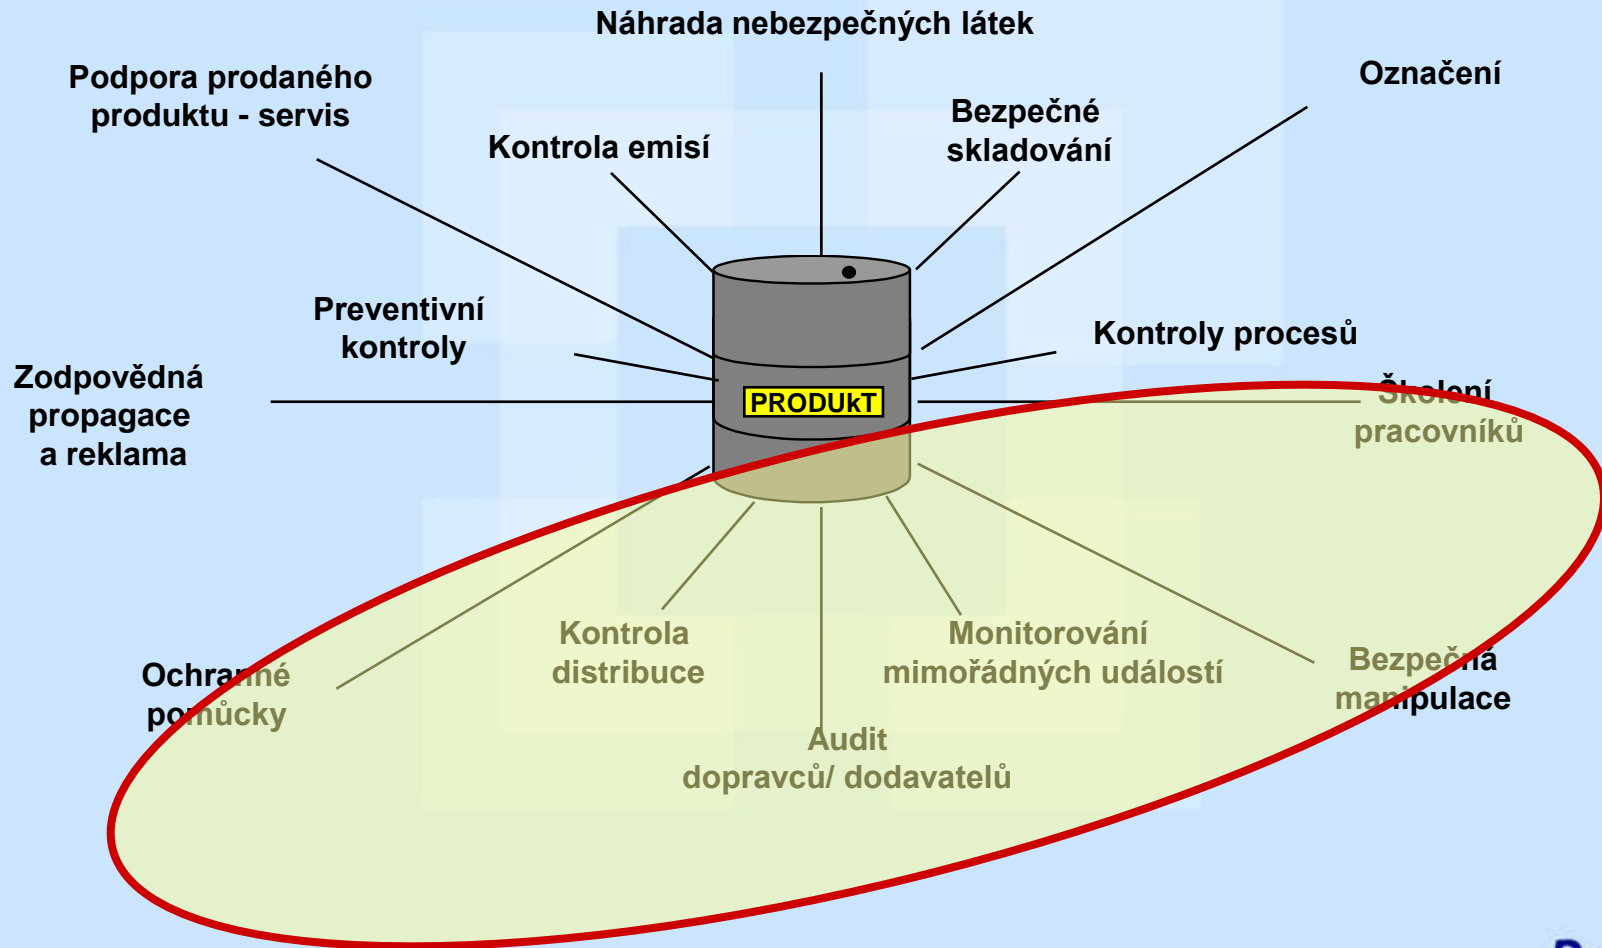 Náhrada nebezpečných látek
Podpora prodaného
produktu - servis
Označení
Kontrola emisí
Bezpečné
skladování
Preventivní
kontroly
Kontroly procesů
Zodpovědná
propagace
a reklama
PRODUkT
Školení
pracovníků
Ochranné
pomůcky
Kontrola
distribuce
Monitorování
mimořádných událostí
Bezpečná
manipulace
Audit
dopravců/ dodavatelů